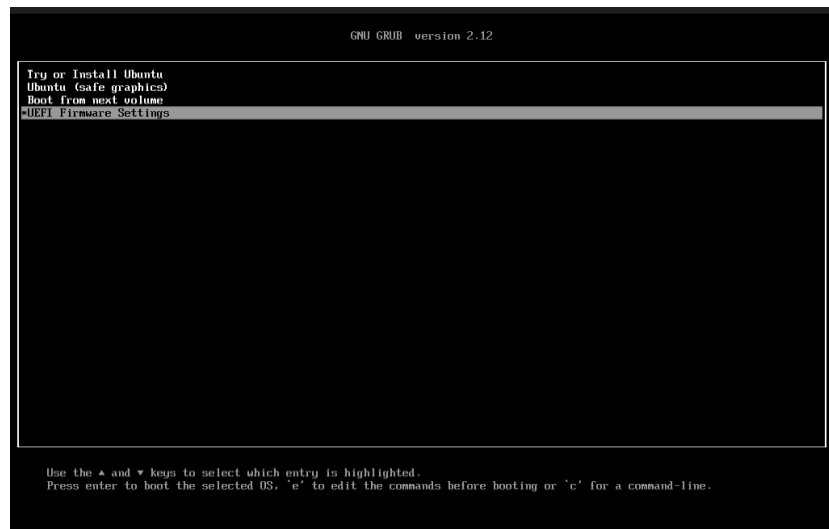 GNU GRUB version 2.12
Try or Install Ubuntu
Ubuntu (safe graphics)
Boot from next volume
*UEFI Firmware Settings
Use the ▲ and ▼ keys to select which entry is highlighted.
Press enter to boot the selected OS, `e' to edit the commands before booting or `c' for a command-line.